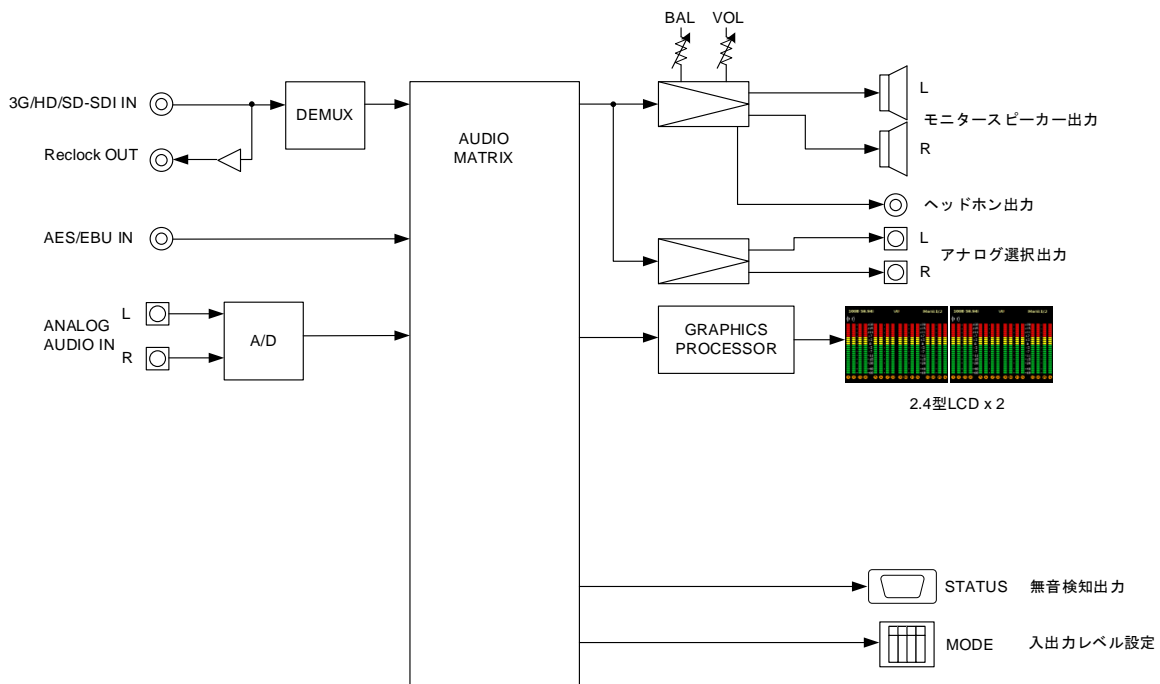 BAL
VOL
3G/HD/SD-SDI IN
DEMUX
Reclock OUT
AUDIO
MATRIX
L
モニタースピーカー出力
R
ヘッドホン出力
AES/EBU IN
L
アナログ選択出力
R
ANALOG
AUDIO IN
L
R
A/D
GRAPHICS
PROCESSOR
2.4型LCD x 2
STATUS 無音検知出力
MODE 入出力レベル設定